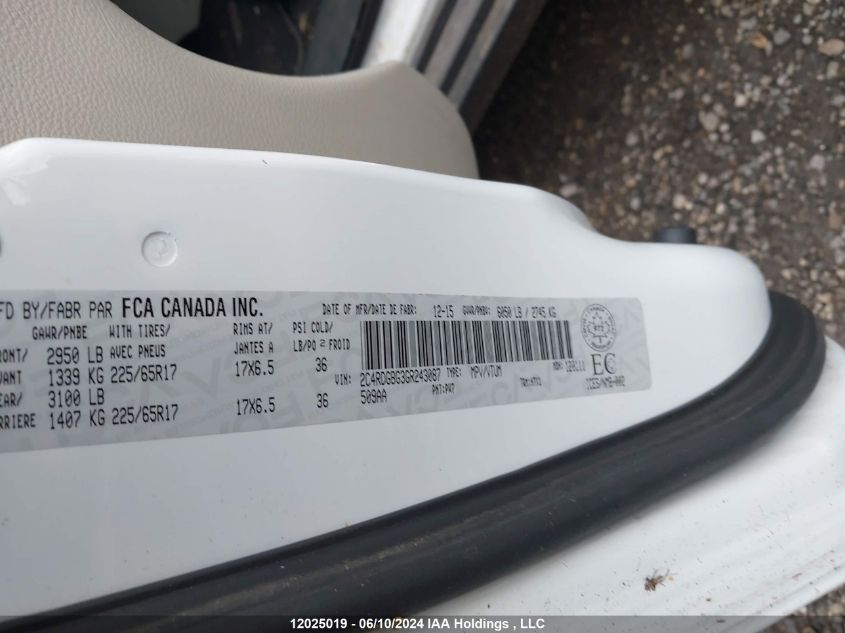 FD BY/FABR PAR FCA CANADA INC. DATE OF MFR/DATE DE FABR: 12-15 GVWR/PNBV: 6050 LB / 2745 KG
GAWR/PNBE WITH TIRES/ RIMS AT/ PSI COLD/
RONT/ 2950 LB AVEC PNEUS JANTES A LB/PO² FROID
VANT 1339 KG 225/65R17 17X6.5 36
EAR/ 3100 LB
RRIERE 1407 KG 225/65R17 17X6.5 36
VIN: 2C4RDGBG3GR243087 TYPE: MPV/VTUM
509AA PNT:PW7
EC
12025019 - 06/10/2024 IAA Holdings , LLC